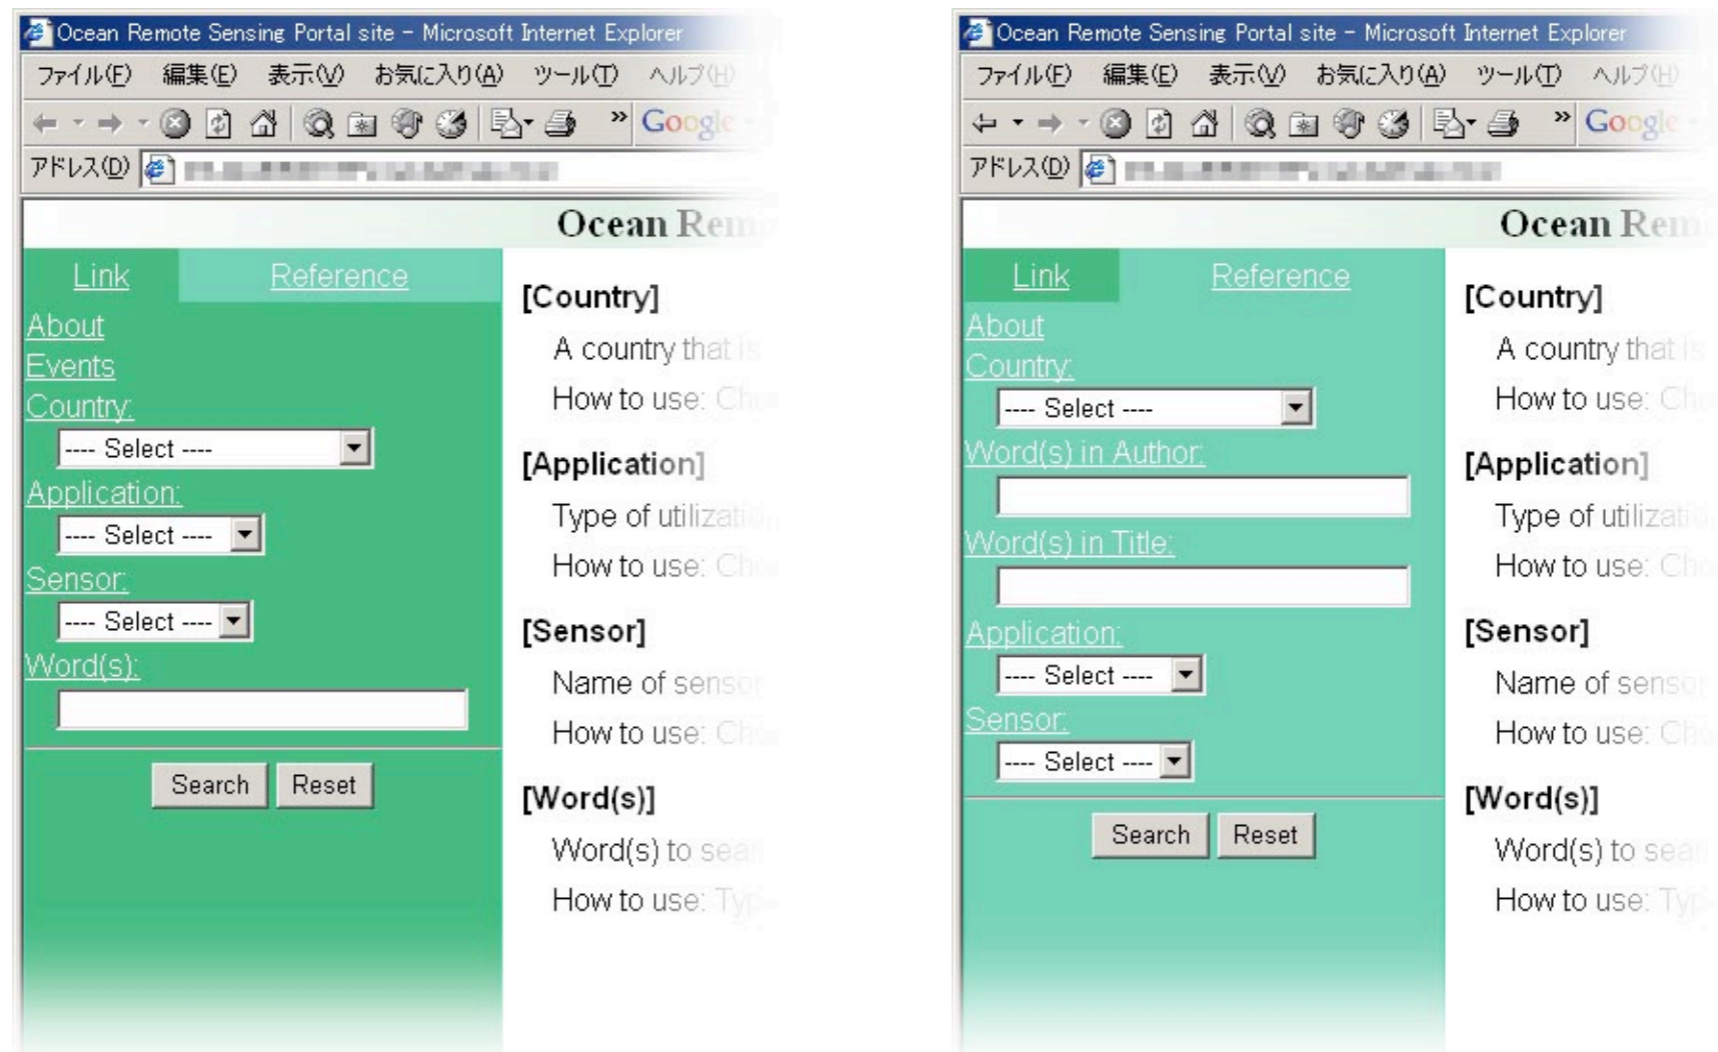 Ocean Remote Sensing Portal site - Microsoft Internet Explorer
ファイル(F) 編集(E) 表示(V) お気に入り(A) ツール(T) ヘルプ(H)
Google
アドレス(D)
Ocean Remo
Link Reference
About
Events
Country:
---- Select ----
Application:
---- Select ----
Sensor:
---- Select ----
Word(s):
Search Reset
[Country]
A country that is
How to use: Cho
[Application]
Type of utilizatio
How to use: Cho
[Sensor]
Name of sensor
How to use: Cho
[Word(s)]
Word(s) to sear
How to use: Typ
Ocean Remote Sensing Portal site - Microsoft Internet Explorer
ファイル(F) 編集(E) 表示(V) お気に入り(A) ツール(T) ヘルプ(H)
Google
アドレス(D)
Ocean Remo
Link Reference
About
Country:
---- Select ----
Word(s) in Author:
Word(s) in Title:
Application:
---- Select ----
Sensor:
---- Select ----
Search Reset
[Country]
A country that is
How to use: Cho
[Application]
Type of utilizatio
How to use: Cho
[Sensor]
Name of sensor
How to use: Cho
[Word(s)]
Word(s) to sear
How to use: Typ